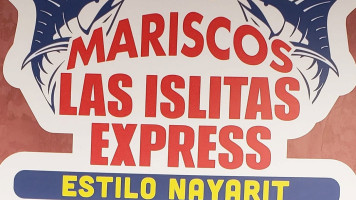 MARISCOS
LAS ISLITAS
EXPRESS
ESTILO NAYARIT